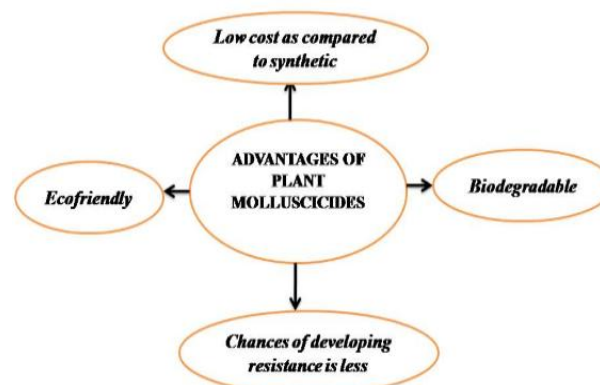 Low cost as compared
to synthetic
ADVANTAGES OF
PLANT
MOLLUSCICIDES
Ecofriendly
Biodegradable
Chances of developing
resistance is less